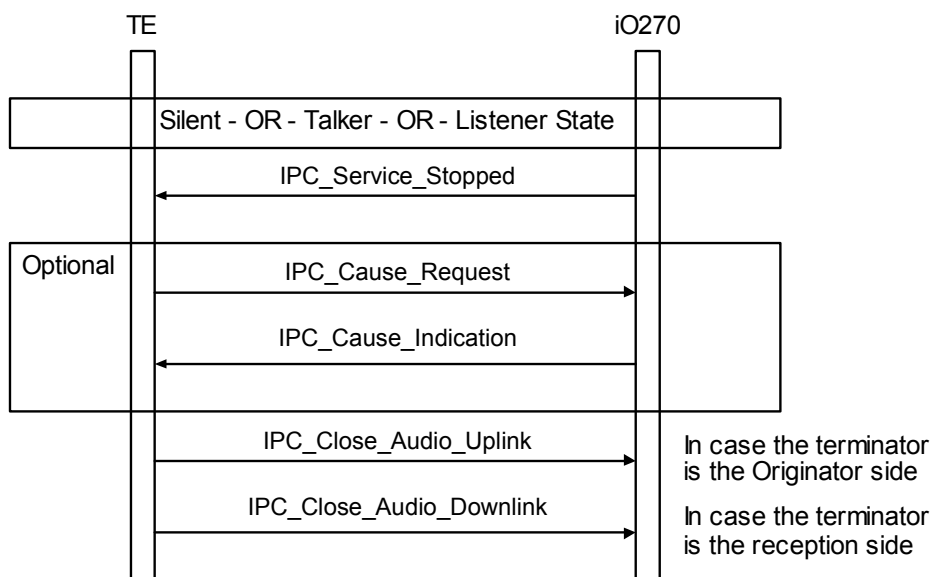 TE
iO270
Silent - OR - Talker - OR - Listener State
IPC_Service_Stopped
Optional
IPC_Cause_Request
IPC_Cause_Indication
IPC_Close_Audio_Uplink
In case the terminator
is the Originator side
IPC_Close_Audio_Downlink
In case the terminator
is the reception side